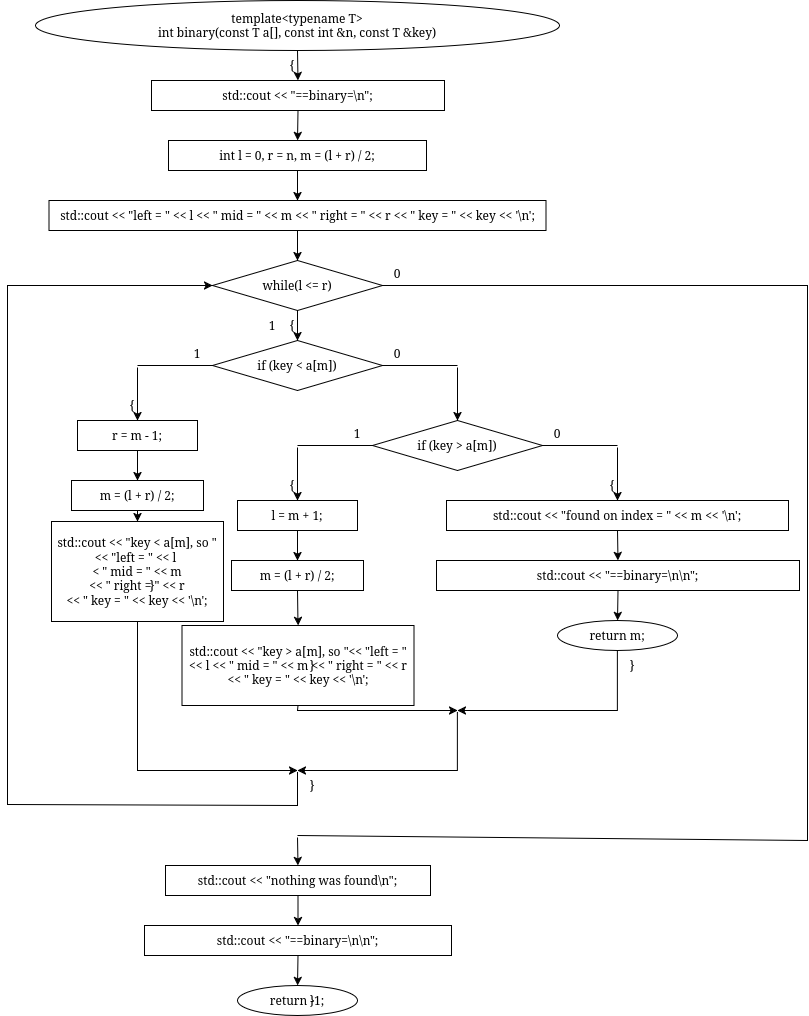 template<typename T>
int binary(const T a[], const int &n, const T &key)
{
std::cout << "==binary=\n";
int l = 0, r = n, m = (l + r) / 2;
std::cout << "left = " << l << " mid = " << m << " right = " << r << " key = " << key << '\n';
while(l <= r)
0
1
{
if (key < a[m])
1
0
{
r = m - 1;
m = (l + r) / 2;
std::cout << "key < a[m], so "
<< "left = " << l
< " mid = " << m
<< " right = " << r
<< " key = " << key << '\n';
}
if (key > a[m])
1
0
{
l = m + 1;
m = (l + r) / 2;
std::cout << "key > a[m], so "<< "left = "
<< l << " mid = " << m << " right = " << r
<< " key = " << key << '\n';
}
{
std::cout << "found on index = " << m << '\n';
std::cout << "==binary=\n\n";
return m;
}
}
std::cout << "nothing was found\n";
std::cout << "==binary=\n\n";
return -1;
}